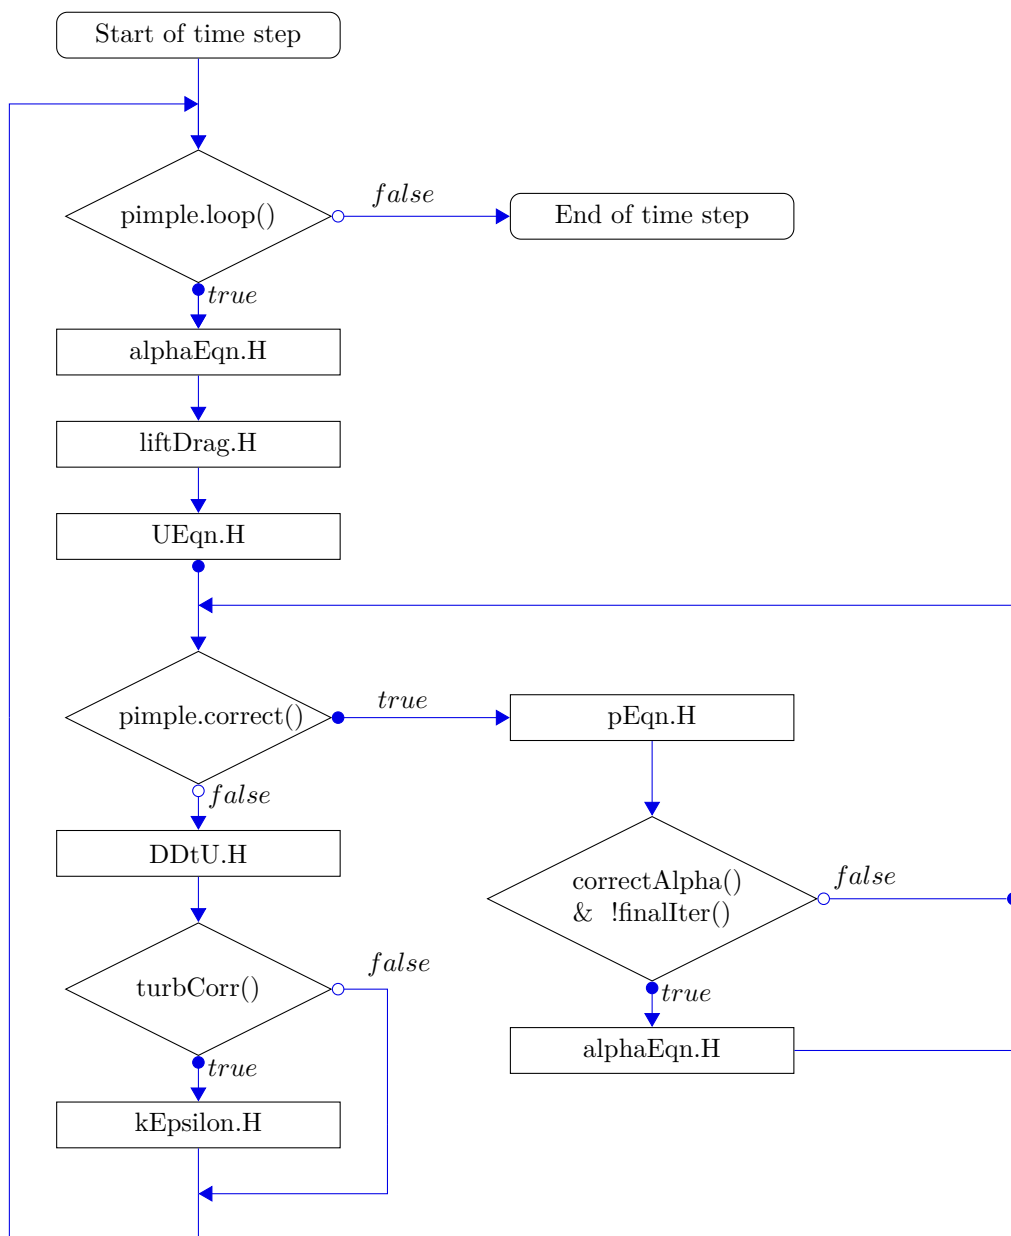 Start of time step
pimple.loop()
false
End of time step
true
alphaEqn.H
liftDrag.H
UEqn.H
pimple.correct()
true
pEqn.H
false
DDtU.H
correctAlpha()
& !finalIter()
false
turbCorr()
false
true
alphaEqn.H
true
kEpsilon.H